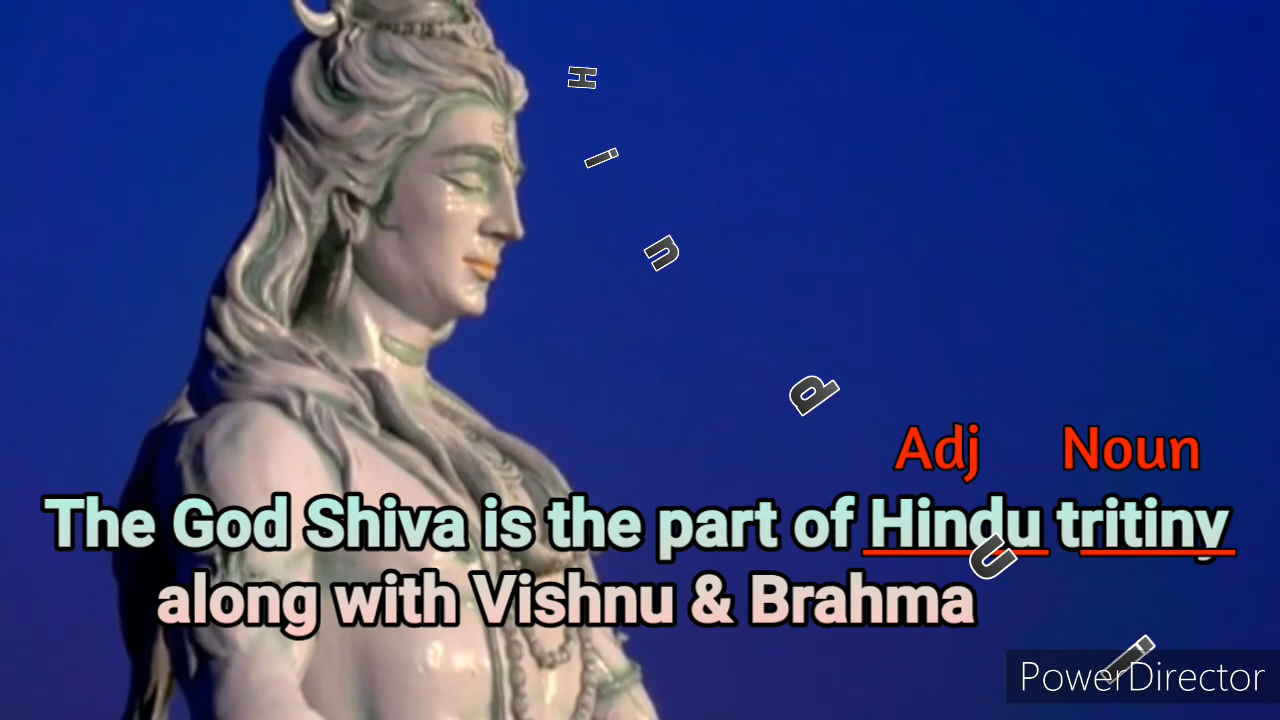 H
i
n
d
u
i
Adj Noun
The God Shiva is the part of Hindu tritiny
along with Vishnu & Brahma
PowerDirector